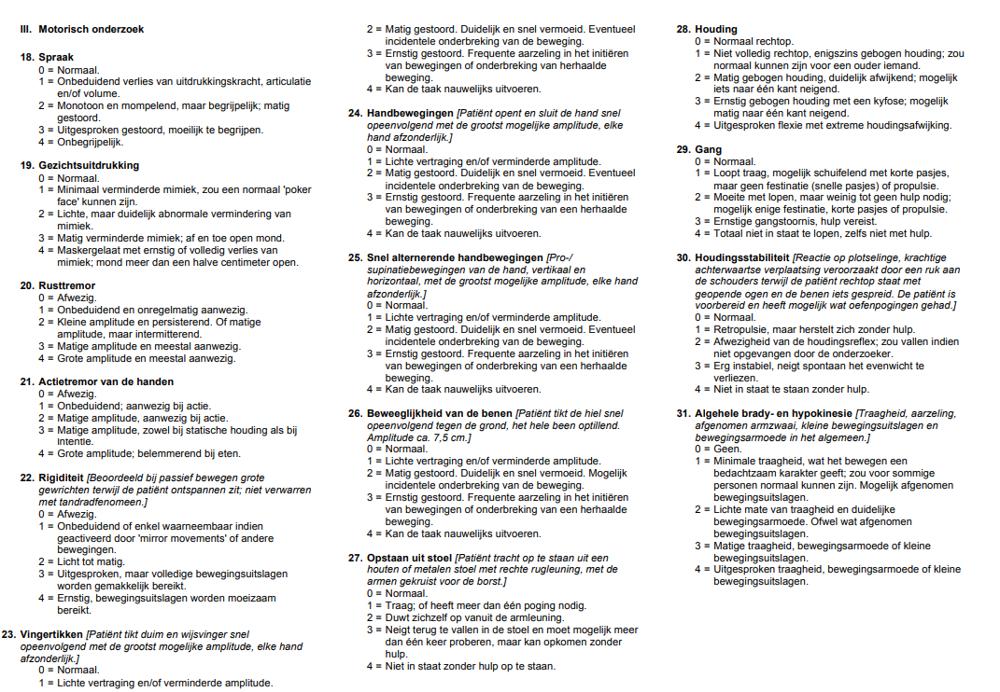 III. Motorisch onderzoek
18. Spraak
0 = Normaal.
1 = Onbeduidend verlies van uitdrukkingskracht, articulatie
en/of volume.
2 = Monotoon en mompelend, maar begrijpelijk; matig
gestoord.
3 = Uitgesproken gestoord, moeilijk te begrijpen.
4 = Onbegrijpelijk.
19. Gezichtsuitdrukking
0 = Normaal.
1 = Minimaal verminderde mimiek, zou een normaal 'poker
face' kunnen zijn.
2 = Lichte, maar duidelijk abnormale vermindering van
mimiek.
3 = Matig verminderde mimiek; af en toe open mond.
4 = Maskergelaat met ernstig of volledig verlies van
mimiek; mond meer dan een halve centimeter open.
20. Rusttremor
0 = Afwezig.
1 = Onbeduidend en onregelmatig aanwezig.
2 = Kleine amplitude en persisterend. Of matige
amplitude, maar intermitterend.
3 = Matige amplitude en meestal aanwezig.
4 = Grote amplitude en meestal aanwezig.
21. Actietremor van de handen
0 = Afwezig.
1 = Onbeduidend; aanwezig bij actie.
2 = Matige amplitude, aanwezig bij actie.
3 = Matige amplitude, zowel bij statische houding als bij
intentie.
4 = Grote amplitude; belemmerend bij eten.
22. Rigiditeit [Beoordeeld bij passief bewegen grote
gewrichten terwijl de patiënt ontspannen zit; niet verwarren
met tandradfenomeen.]
0 = Afwezig.
1 = Onbeduidend of enkel waarneembaar indien
geactiveerd door 'mirror movements' of andere
bewegingen.
2 = Licht tot matig.
3 = Uitgesproken, maar volledige bewegingsuitslagen
worden gemakkelijk bereikt.
4 = Ernstig, bewegingsuitslagen worden moeizaam
bereikt.
23. Vingertikken [Patiënt tikt duim en wijsvinger snel
opeenvolgend met de grootst mogelijke amplitude, elke hand
afzonderlijk.]
0 = Normaal.
1 = Lichte vertraging en/of verminderde amplitude.
2 = Matig gestoord. Duidelijk en snel vermoeid. Eventueel
incidentele onderbreking van de beweging.
3 = Ernstig gestoord. Frequente aarzeling in het initiëren
van bewegingen of onderbreking van herhaalde
beweging.
4 = Kan de taak nauwelijks uitvoeren.
24. Handbewegingen [Patiënt opent en sluit de hand snel
opeenvolgend met de grootst mogelijke amplitude, elke
hand afzonderlijk.]
0 = Normaal.
1 = Lichte vertraging en/of verminderde amplitude.
2 = Matig gestoord. Duidelijk en snel vermoeid. Eventueel
incidentele onderbreking van de beweging.
3 = Ernstig gestoord. Frequente aarzeling in het initiëren
van bewegingen of onderbreking van een herhaalde
beweging.
4 = Kan de taak nauwelijks uitvoeren.
25. Snel alternerende handbewegingen [Pro-/
supinatiebewegingen van de hand, vertikaal en
horizontaal, met de grootst mogelijke amplitude, elke hand
afzonderlijk.]
0 = Normaal.
1 = Lichte vertraging en/of verminderde amplitude.
2 = Matig gestoord. Duidelijk en snel vermoeid. Eventueel
incidentele onderbreking van de beweging.
3 = Ernstig gestoord. Frequente aarzeling in het initiëren
van bewegingen of onderbreking van een herhaalde
beweging.
4 = Kan de taak nauwelijks uitvoeren.
26. Beweeglijkheid van de benen [Patiënt tikt de hiel snel
opeenvolgend tegen de grond, het hele been optillend.
Amplitude ca. 7,5 cm.]
0 = Normaal.
1 = Lichte vertraging en/of verminderde amplitude.
2 = Matig gestoord. Duidelijk en snel vermoeid. Mogelijk
incidentele onderbreking van de beweging.
3 = Ernstig gestoord. Frequente aarzeling in het initiëren
van bewegingen of onderbreking van een herhaalde
beweging.
4 = Kan de taak nauwelijks uitvoeren.
27. Opstaan uit stoel [Patiënt tracht op te staan uit een
houten of metalen stoel met rechte rugleuning, met de
armen gekruist voor de borst.]
0 = Normaal.
1 = Traag; of heeft meer dan één poging nodig.
2 = Duwt zichzelf op vanuit de armleuning.
3 = Neigt terug te vallen in de stoel en moet mogelijk meer
dan één keer proberen, maar kan opkomen zonder
hulp.
4 = Niet in staat zonder hulp op te staan.
28. Houding
0 = Normaal rechtop.
1 = Niet volledig rechtop, enigszins gebogen houding; zou
normaal kunnen zijn voor een ouder iemand.
2 = Matig gebogen houding, duidelijk afwijkend; mogelijk
iets naar één kant neigend.
3 = Ernstig gebogen houding met een kyfose; mogelijk
matig naar één kant neigend.
4 = Uitgesproken flexie met extreme houdingsafwijking.
29. Gang
0 = Normaal.
1 = Loopt traag, mogelijk schuifelend met korte pasjes,
maar geen festinatie (snelle pasjes) of propulsie.
2 = Moeite met lopen, maar weinig tot geen hulp nodig;
mogelijk enige festinatie, korte pasjes of propulsie.
3 = Ernstige gangstoornis, hulp vereist.
4 = Totaal niet in staat te lopen, zelfs niet met hulp.
30. Houdingsstabiliteit [Reactie op plotselinge, krachtige
achterwaartse verplaatsing veroorzaakt door een ruk aan
de schouders terwijl de patiënt rechtop staat met
geopende ogen en de benen iets gespreid. De patiënt is
voorbereid en heeft mogelijk wat oefenpogingen gehad.]
0 = Normaal.
1 = Retropulsie, maar herstelt zich zonder hulp.
2 = Afwezigheid van de houdingsreflex; zou vallen indien
niet opgevangen door de onderzoeker.
3 = Erg instabiel, neigt spontaan het evenwicht te
verliezen.
4 = Niet in staat te staan zonder hulp.
31. Algehele brady- en hypokinesie [Traagheid, aarzeling,
afgenomen armzwaai, kleine bewegingsuitslagen en
bewegingsarmoede in het algemeen.]
0 = Geen.
1 = Minimale traagheid, wat het bewegen een
bedachtzaam karakter geeft; zou voor sommige
personen normaal kunnen zijn. Mogelijk afgenomen
bewegingsuitslagen.
2 = Lichte mate van traagheid en duidelijke
bewegingsarmoede. Ofwel wat afgenomen
bewegingsuitslagen.
3 = Matige traagheid, bewegingsarmoede of kleine
bewegingsuitslagen.
4 = Uitgesproken traagheid, bewegingsarmoede of kleine
bewegingsuitslagen.